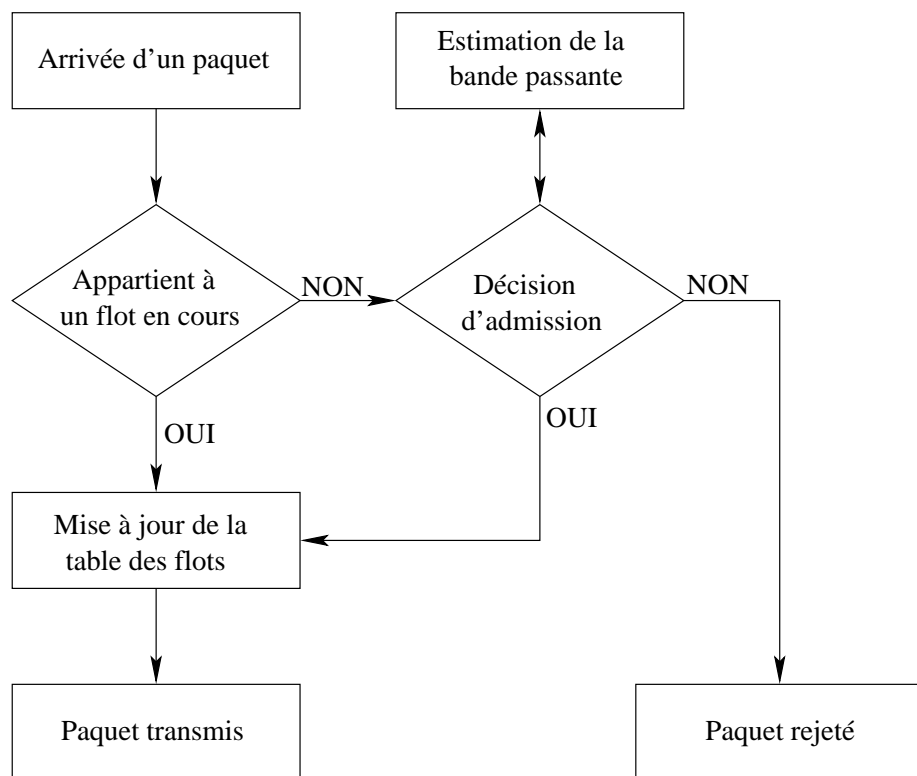 Arrivée d'un paquet
Estimation de la
bande passante
Appartient à
un flot en cours
NON
Décision
d'admission
NON
OUI
OUI
Mise à jour de la
table des flots
Paquet transmis
Paquet rejeté